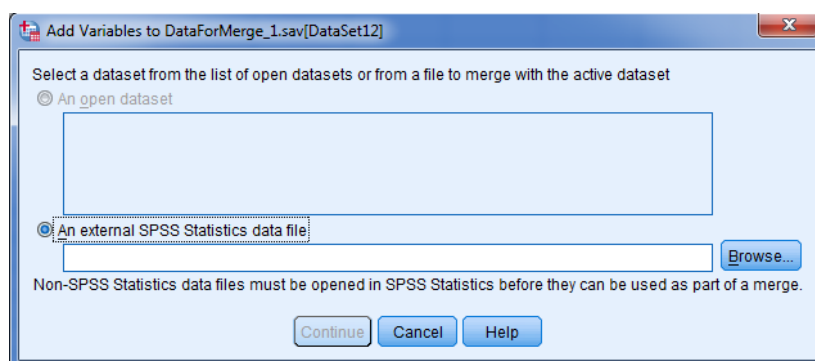 Add Variables to DataForMerge_1.sav[DataSet12]
Select a dataset from the list of open datasets or from a file to merge with the active dataset
An open dataset
An external SPSS Statistics data file
Browse...
Non-SPSS Statistics data files must be opened in SPSS Statistics before they can be used as part of a merge.
Continue Cancel Help